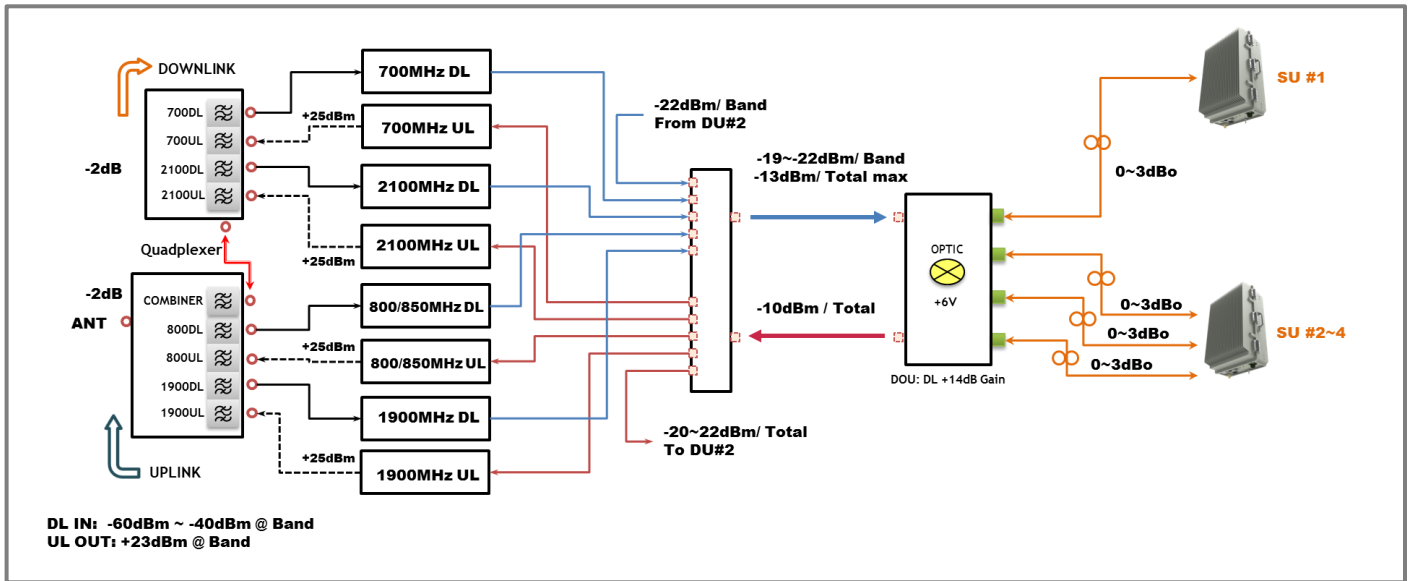 DOWNLINK
700DL
700UL
2100DL
2100UL
-2dB
Quadplexer
-2dB
ANT
COMBINER
800DL
800UL
1900DL
1900UL
UPLINK
700MHz DL
+25dBm
700MHz UL
2100MHz DL
2100MHz UL
+25dBm
800/850MHz DL
+25dBm
800/850MHz UL
1900MHz DL
+25dBm
1900MHz UL
-22dBm/ Band
From DU#2
-19~-22dBm/ Band
-13dBm/ Total max
-10dBm / Total
-20~22dBm/ Total
To DU#2
OPTIC
+6V
DOU: DL +14dB Gain
0~3dBo
SU #1
0~3dBo
0~3dBo
0~3dBo
SU #2~4
DL IN: -60dBm ~ -40dBm @ Band
UL OUT: +23dBm @ Band